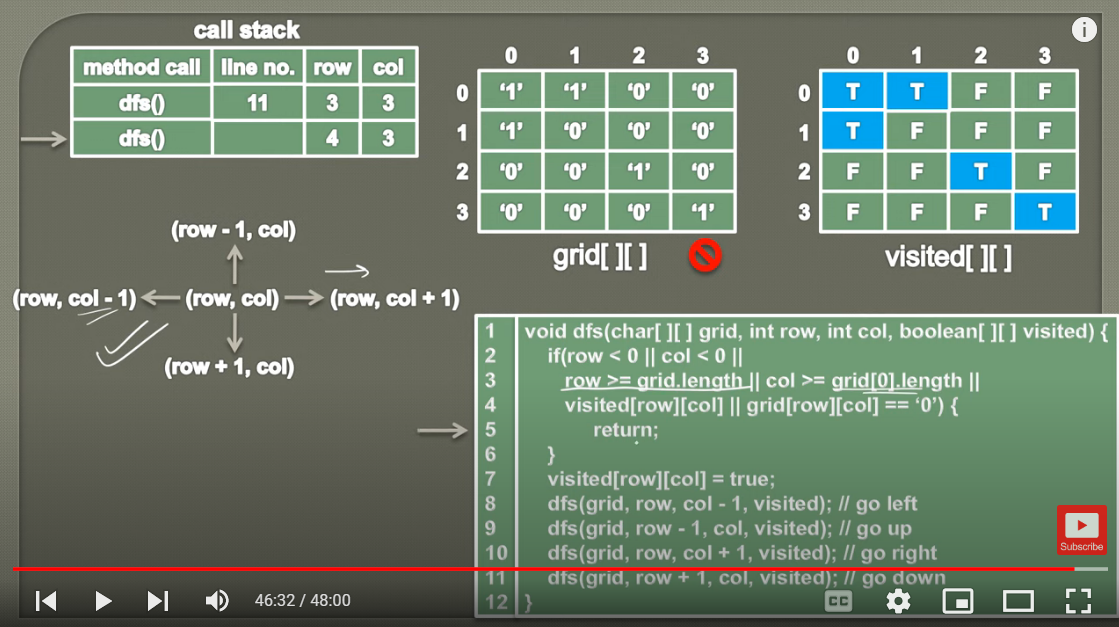 call stack
method call line no. row col
dfs() 11 3 3
dfs() 4 3
0 1 2 3
0 ‘1’ ‘1’ ‘0’ ‘0’
1 ‘1’ ‘0’ ‘0’ ‘0’
2 ‘0’ ‘0’ ‘1’ ‘0’
3 ‘0’ ‘0’ ‘0’ ‘1’
grid[ ][ ]
0 1 2 3
0 T T F F
1 T F F F
2 F F T F
3 F F F T
visited[ ][ ]
i
(row - 1, col)
(row, col - 1) (row, col) (row, col + 1)
(row + 1, col)
1 void dfs(char[ ][ ] grid, int row, int col, boolean[ ][ ] visited) {
2 if(row < 0 || col < 0 ||
3 row >= grid.length || col >= grid[0].length ||
4 visited[row][col] || grid[row][col] == ‘0’) {
5 return;
6 }
7 visited[row][col] = true;
8 dfs(grid, row, col - 1, visited); // go left
9 dfs(grid, row - 1, col, visited); // go up
10 dfs(grid, row, col + 1, visited); // go right
11 dfs(grid, row + 1, col, visited); // go down
12 }
Subscribe
46:32 / 48:00
CC